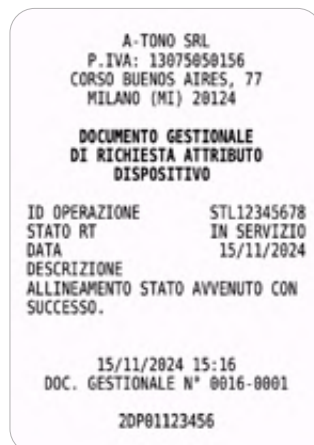 A-TONO SRL
P.IVA: 13075050156
CORSO BUENOS AIRES, 77
MILANO (MI) 20124
DOCUMENTO GESTIONALE
DI RICHIESTA ATTRIBUTO
DISPOSITIVO
ID OPERAZIONE STL12345678
STATO RT IN SERVIZIO
DATA 15/11/2024
DESCRIZIONE
ALLINEAMENTO STATO AVVENUTO CON
SUCCESSO.
15/11/2024 15:16
DOC. GESTIONALE N° 0016-0001
2DP01123456